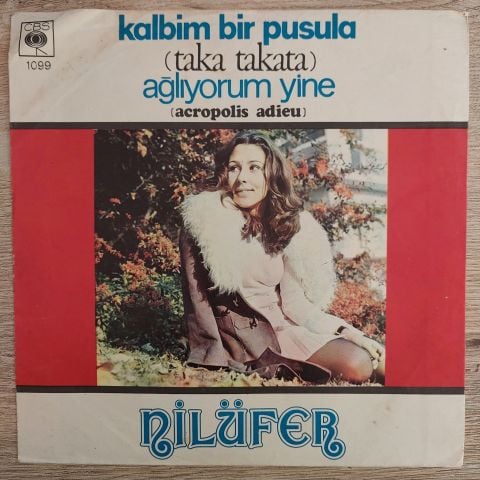 CBS
1099
kalbim bir pusula
(taka takata)
ağlıyorum yine
(acropolis adieu)
NİLÜFER